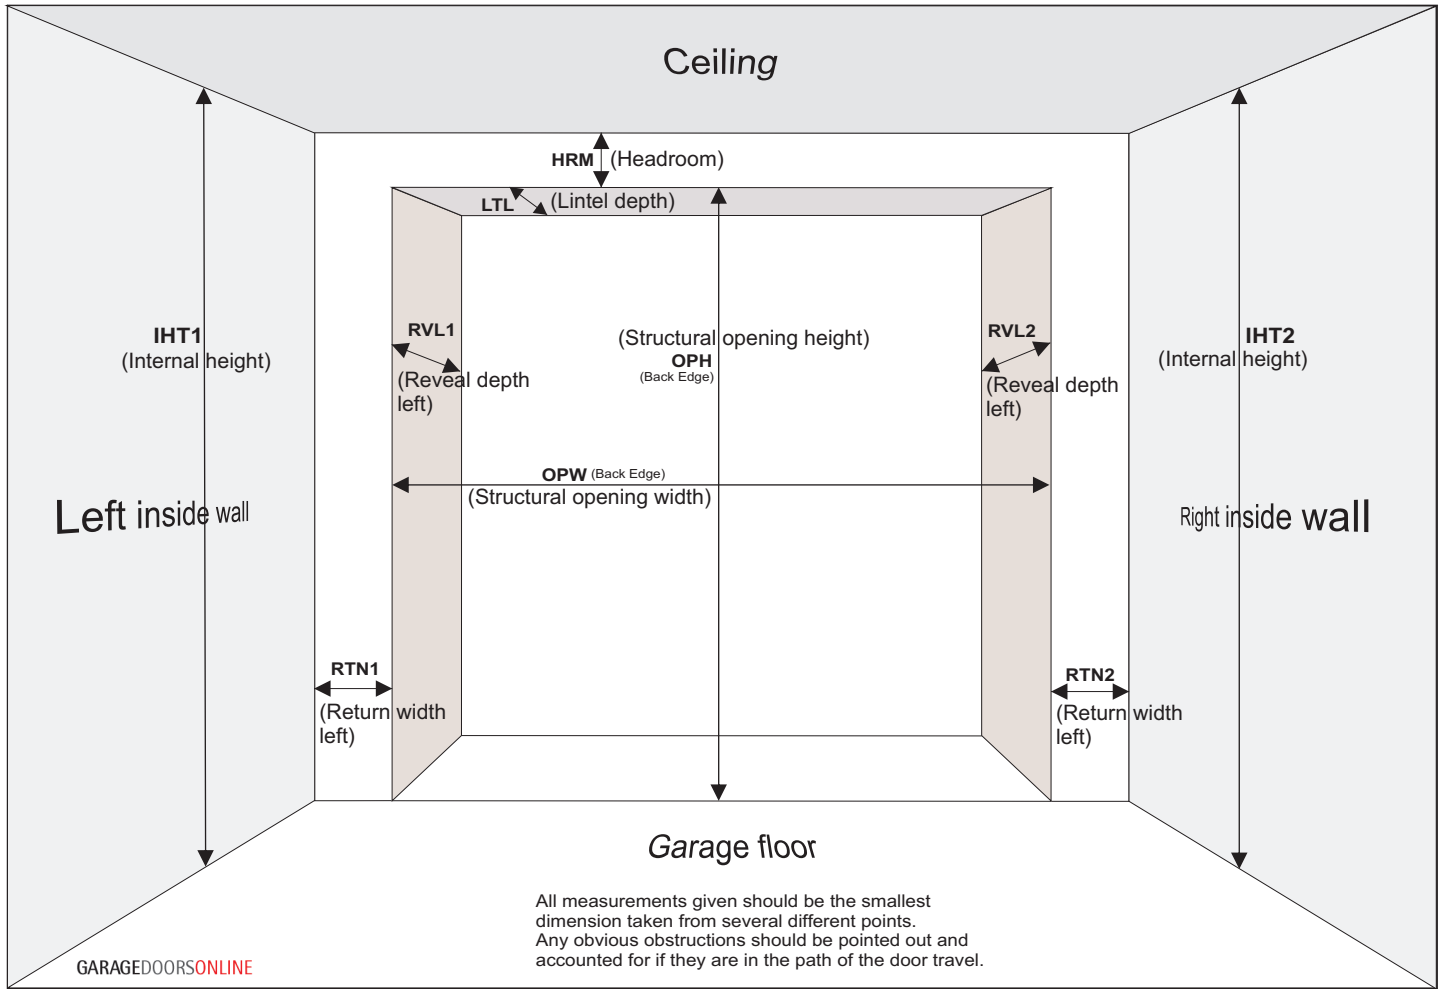 Ceiling
HRM (Headroom)
LTL (Lintel depth)
IHT1
(Internal height)
RVL1
(Reveal depth
left)
(Structural opening height)
OPH
(Back Edge)
RVL2
(Reveal depth
left)
IHT2
(Internal height)
OPW (Back Edge)
(Structural opening width)
Left inside wall
Right inside wall
RTN1
(Return width
left)
RTN2
(Return width
left)
Garage floor
All measurements given should be the smallest
dimension taken from several different points.
Any obvious obstructions should be pointed out and
accounted for if they are in the path of the door travel.
GARAGEDOORSONLINE